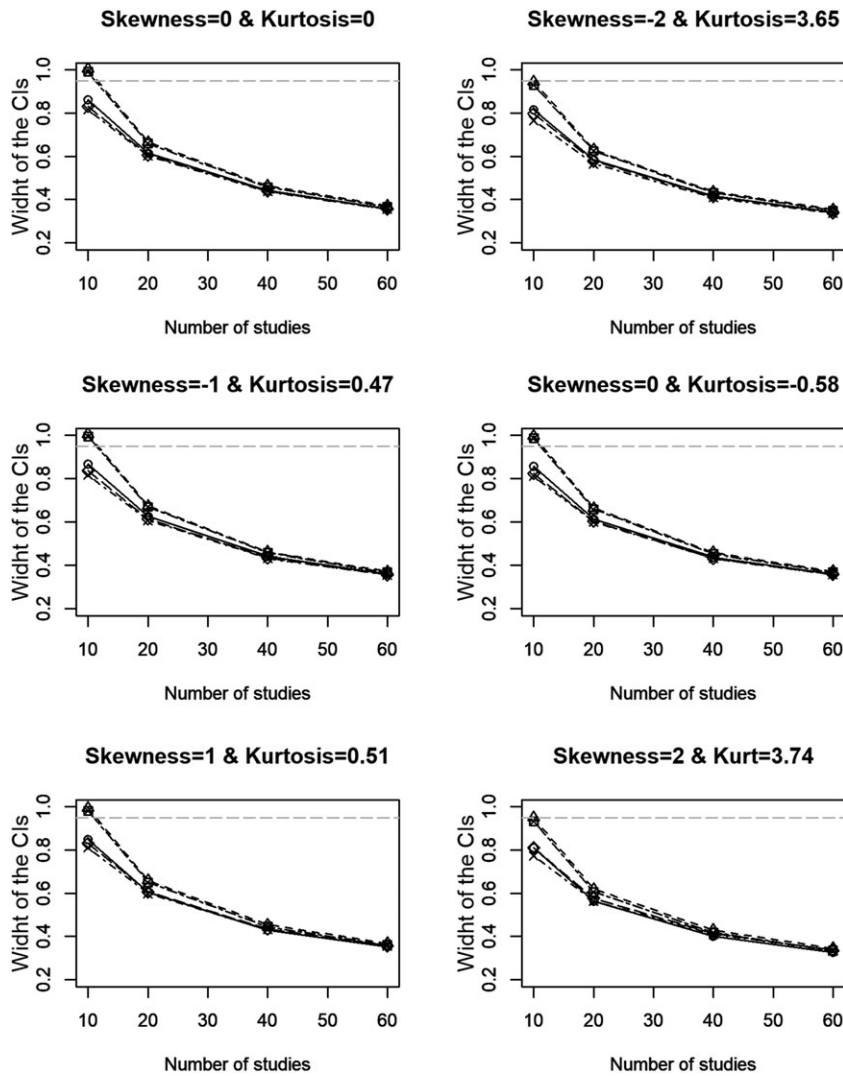 Skewness=0 & Kurtosis=0
Widht of the CIs
1.0
0.8
0.6
0.4
0.2
10 20 30 40 50 60
Number of studies
Skewness=-2 & Kurtosis=3.65
Widht of the CIs
1.0
0.8
0.6
0.4
0.2
10 20 30 40 50 60
Number of studies
Skewness=-1 & Kurtosis=0.47
Widht of the CIs
1.0
0.8
0.6
0.4
0.2
10 20 30 40 50 60
Number of studies
Skewness=0 & Kurtosis=-0.58
Widht of the CIs
1.0
0.8
0.6
0.4
0.2
10 20 30 40 50 60
Number of studies
Skewness=1 & Kurtosis=0.51
Widht of the CIs
1.0
0.8
0.6
0.4
0.2
10 20 30 40 50 60
Number of studies
Skewness=2 & Kurt=3.74
Widht of the CIs
1.0
0.8
0.6
0.4
0.2
10 20 30 40 50 60
Number of studies